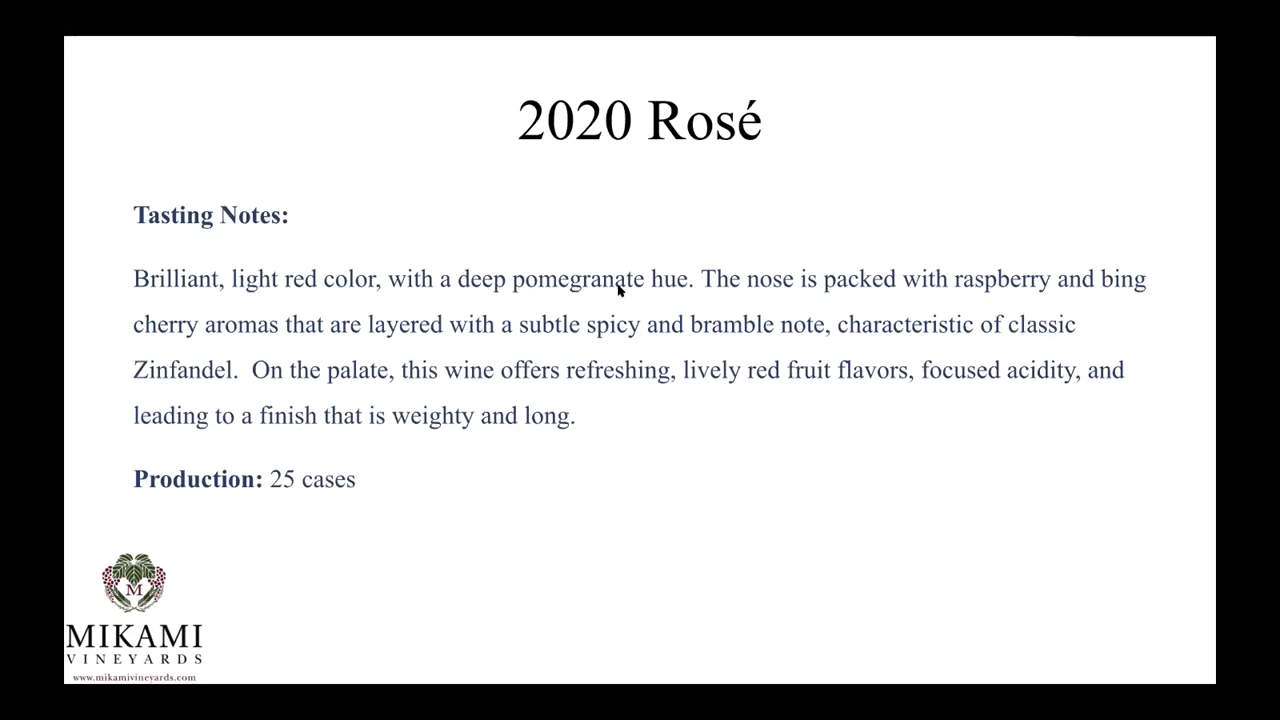 2020 Rosé
Tasting Notes:
Brilliant, light red color, with a deep pomegranate hue. The nose is packed with raspberry and bing
cherry aromas that are layered with a subtle spicy and bramble note, characteristic of classic
Zinfandel.  On the palate, this wine offers refreshing, lively red fruit flavors, focused acidity, and
leading to a finish that is weighty and long.
Production: 25 cases
M
MIKAMI
VINEYARDS
www.mikamivineyards.com